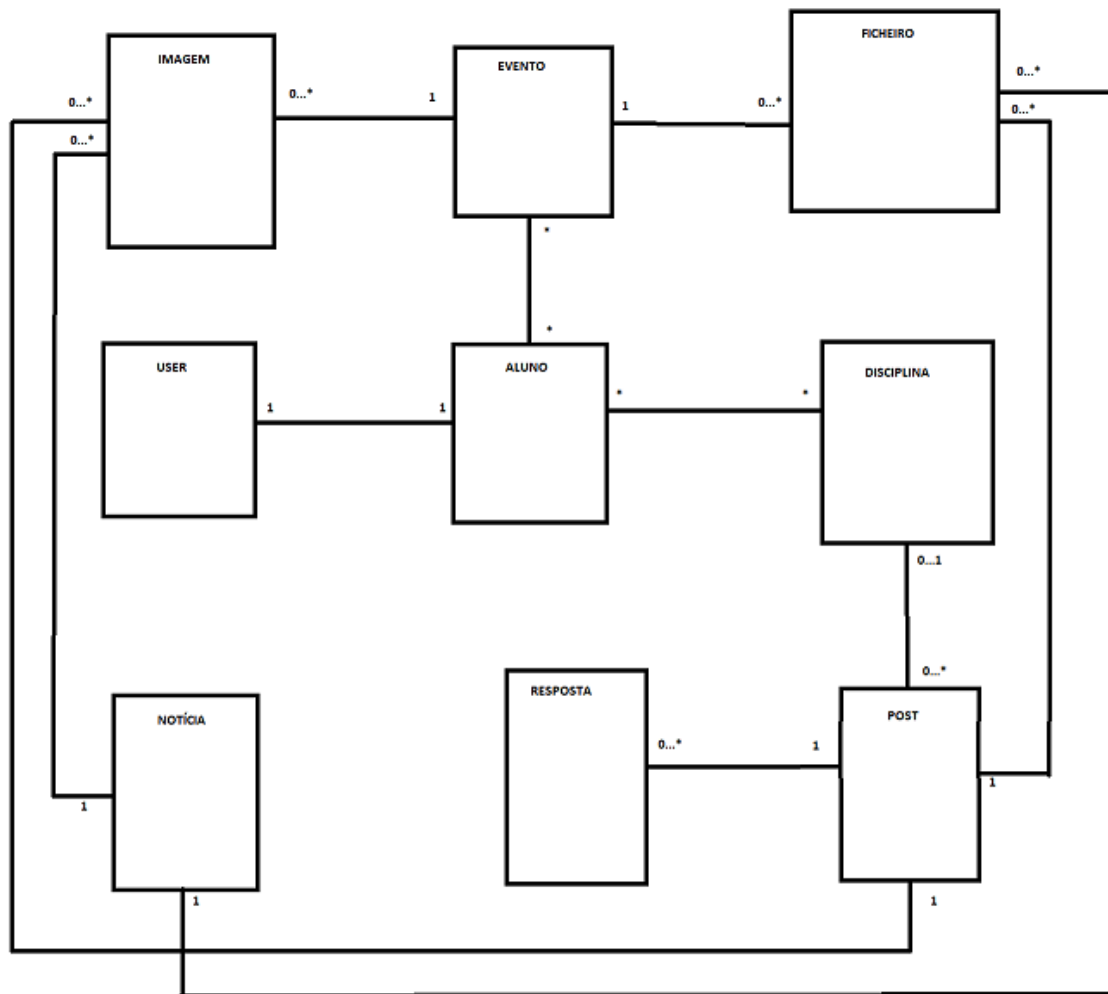 IMAGEM
EVENTO
FICHEIRO
0...*
0...*
1
1
0...*
0...*
0...*
0...*
*
*
USER
ALUNO
DISCIPLINA
1
1
*
*
0...1
0...*
NOTÍCIA
RESPOSTA
POST
0...*
1
1
1
1
1